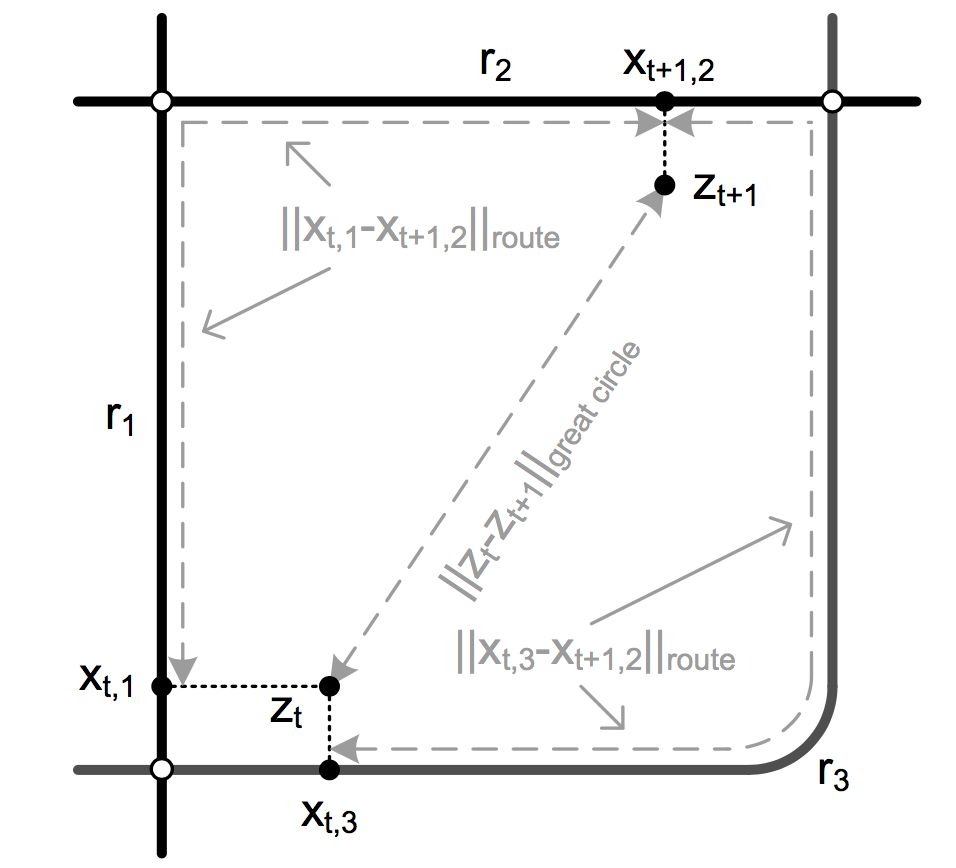 r2
xt+1,2
zt+1
||xt,1-xt+1,2||route
r1
||zt-zt+1||great circle
||xt,3-xt+1,2||route
xt,1
zt
r3
xt,3